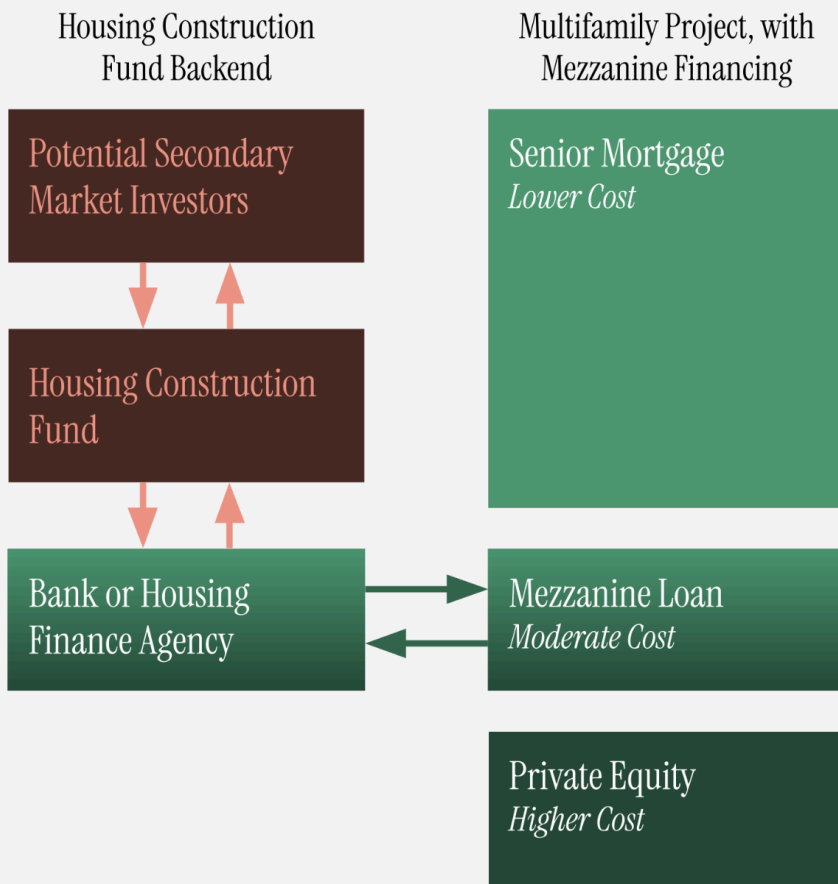 Housing Construction
Fund Backend
Potential Secondary
Market Investors
Housing Construction
Fund
Bank or Housing
Finance Agency
Multifamily Project, with
Mezzanine Financing
Senior Mortgage
Lower Cost
Mezzanine Loan
Moderate Cost
Private Equity
Higher Cost